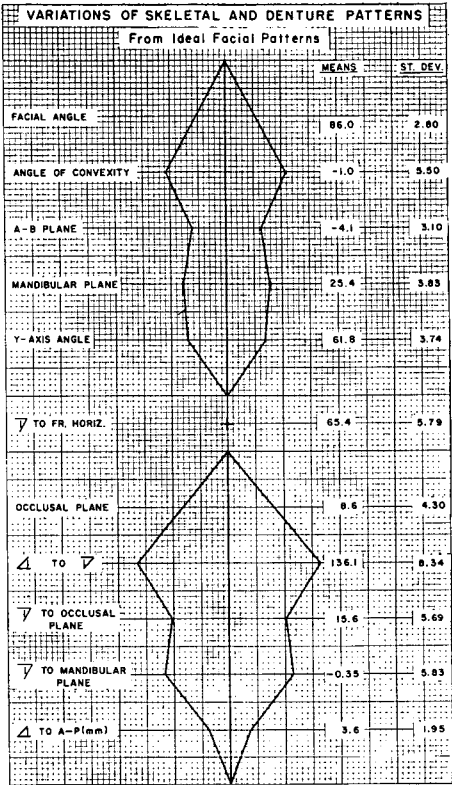 VARIATIONS OF SKELETAL AND DENTURE PATTERNS
From Ideal Facial Patterns
MEANS ST. DEV.
FACIAL ANGLE 86.0 2.80
ANGLE OF CONVEXITY -1.0 5.50
A-B PLANE -4.1 3.10
MANDIBULAR PLANE 25.4 3.83
Y-AXIS ANGLE 61.8 3.74
TO FR. HORIZ. 65.4 5.79
OCCLUSAL PLANE 8.6 4.30
TO 136.1 8.34
TO OCCLUSAL
PLANE 15.6 5.69
TO MANDIBULAR
PLANE -0.35 5.83
TO A-P(mm) 3.6 1.95